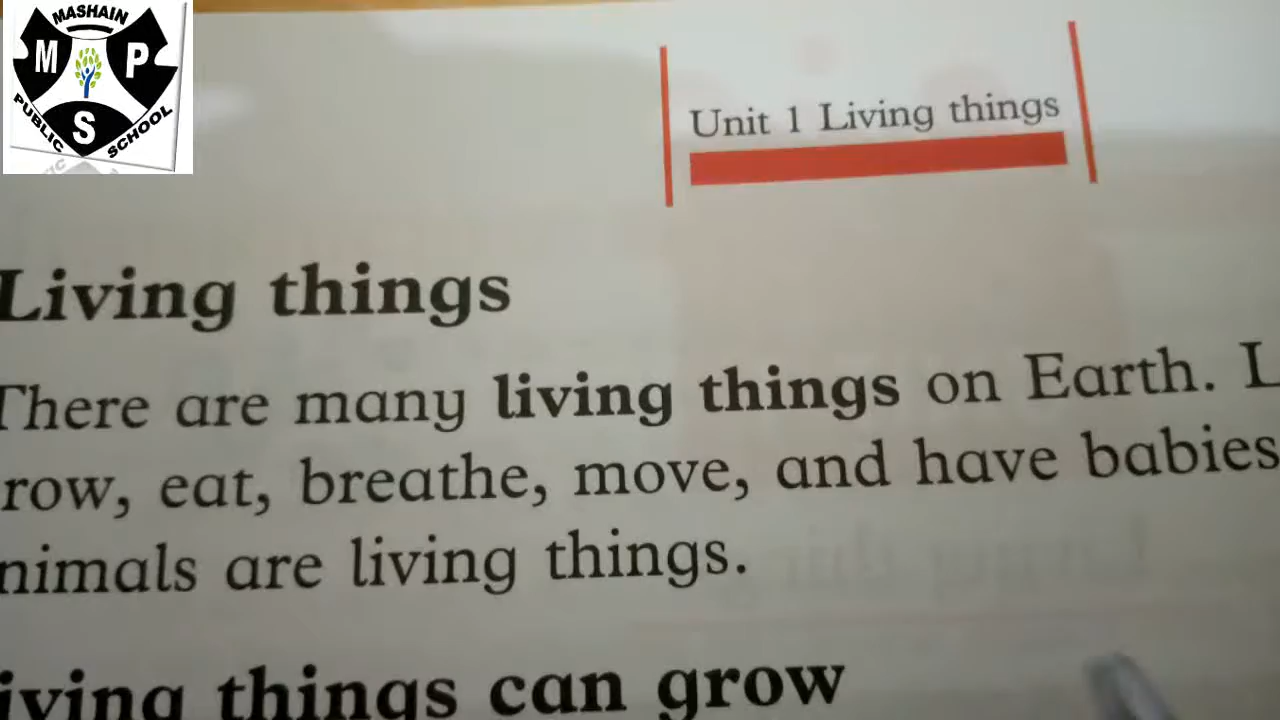 MASHAIN
M P
S
PUBLIC SCHOOL
Unit 1 Living things
Living things
There are many living things on Earth. L
row, eat, breathe, move, and have babies
nimals are living things.
iving things can grow